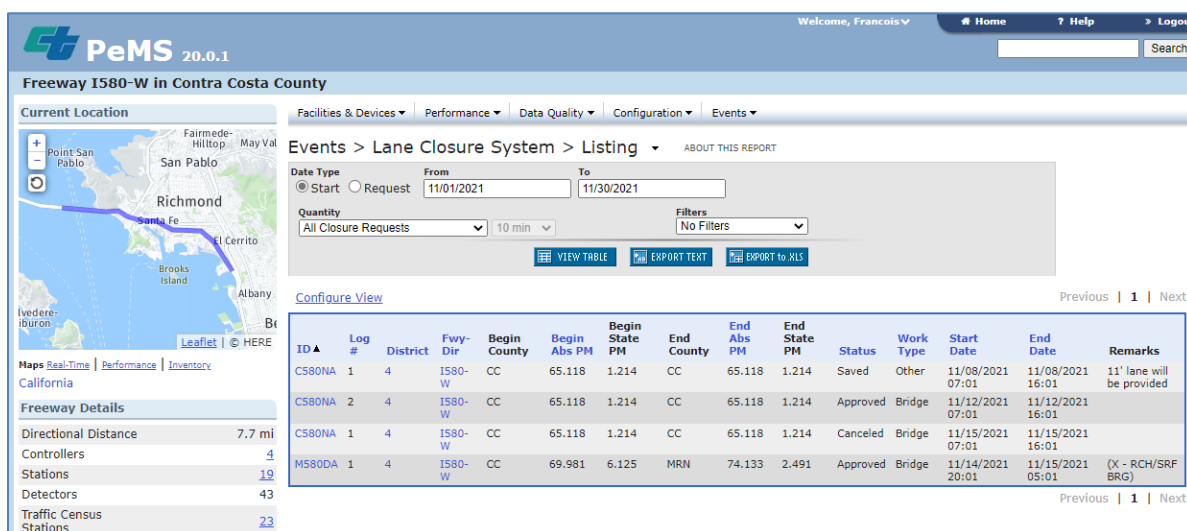 Welcome, Francois
Home
? Help
» Logou
PeMS 20.0.1
Search
Freeway I580-W in Contra Costa County
Current Location
Facilities & Devices
Performance
Data Quality
Configuration
Events
+
-
Point San
Pablo
Fairmede-
Hilltop
May Val
San Pablo
Richmond
Santa Fe
El Cerrito
Brooks
Island
Albany
lvedere-
iburon
Be
Leaflet | © HERE
Maps Real-Time | Performance | Inventory
California
Freeway Details
Directional Distance 7.7 mi
Controllers 4
Stations 19
Detectors 43
Traffic Census
Stations 23
Events > Lane Closure System > Listing
ABOUT THIS REPORT
Date Type From To
Start Request 11/01/2021 11/30/2021
Quantity Filters
All Closure Requests 10 min No Filters
VIEW TABLE EXPORT TEXT EXPORT to .XLS
Configure View
Previous | 1 | Next
ID Log # District Fwy-Dir Begin County Begin Abs PM Begin State PM End County End Abs PM End State PM Status Work Type Start Date End Date Remarks
C580NA 1 4 I580-W CC 65.118 1.214 CC 65.118 1.214 Saved Other 11/08/2021 07:01 11/08/2021 16:01 11' lane will be provided
C580NA 2 4 I580-W CC 65.118 1.214 CC 65.118 1.214 Approved Bridge 11/12/2021 07:01 11/12/2021 16:01
C580NA 1 4 I580-W CC 65.118 1.214 CC 65.118 1.214 Canceled Bridge 11/15/2021 07:01 11/15/2021 16:01
M580DA 1 4 I580-W CC 69.981 6.125 MRN 74.133 2.491 Approved Bridge 11/14/2021 20:01 11/15/2021 05:01 (X - RCH/SRF BRG)
Previous | 1 | Next